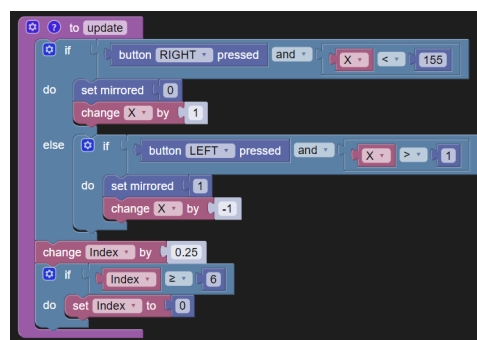 ? to update
if button RIGHT pressed and X < 155
do set mirrored 0
change X by 1
else if button LEFT pressed and X > 1
do set mirrored 1
change X by -1
change Index by 0.25
if Index ≥ 6
do set Index to 0